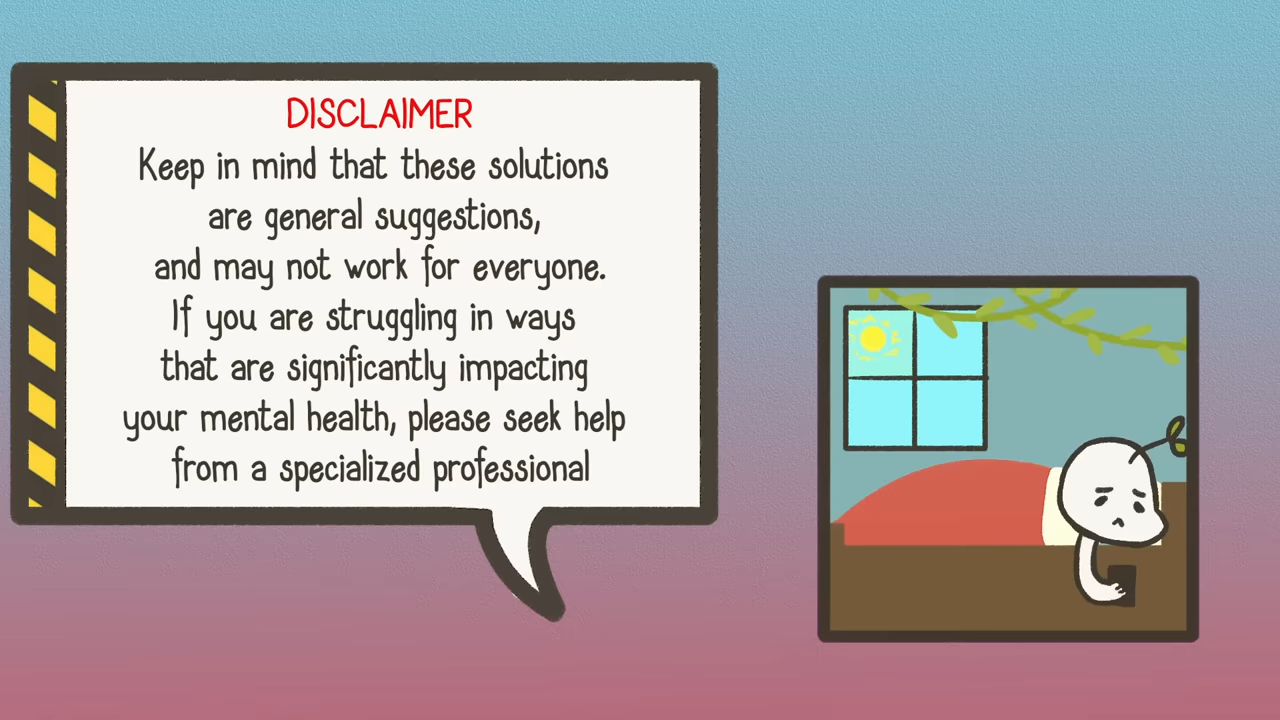 DISCLAIMER
Keep in mind that these solutions
are general suggestions,
and may not work for everyone.
If you are struggling in ways
that are significantly impacting
your mental health, please seek help
from a specialized professional